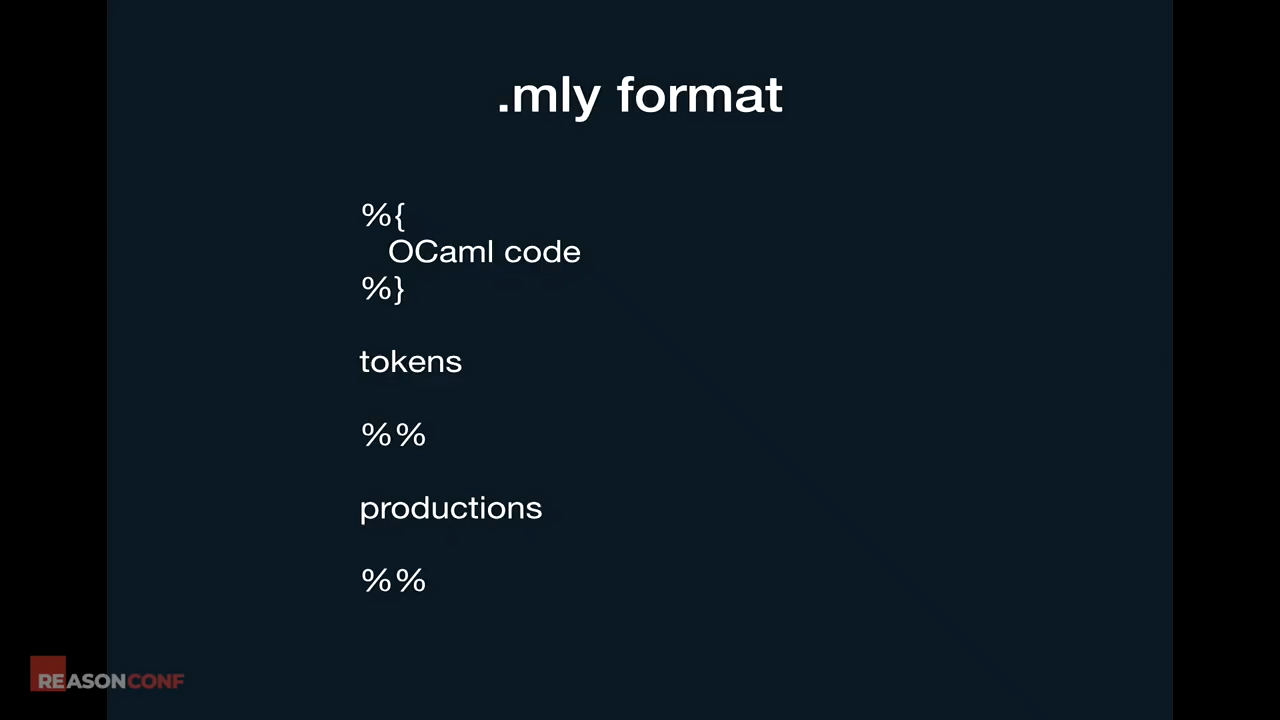 .mly format
%{
OCaml code
%}
tokens
%%
productions
%%
REASONCONF